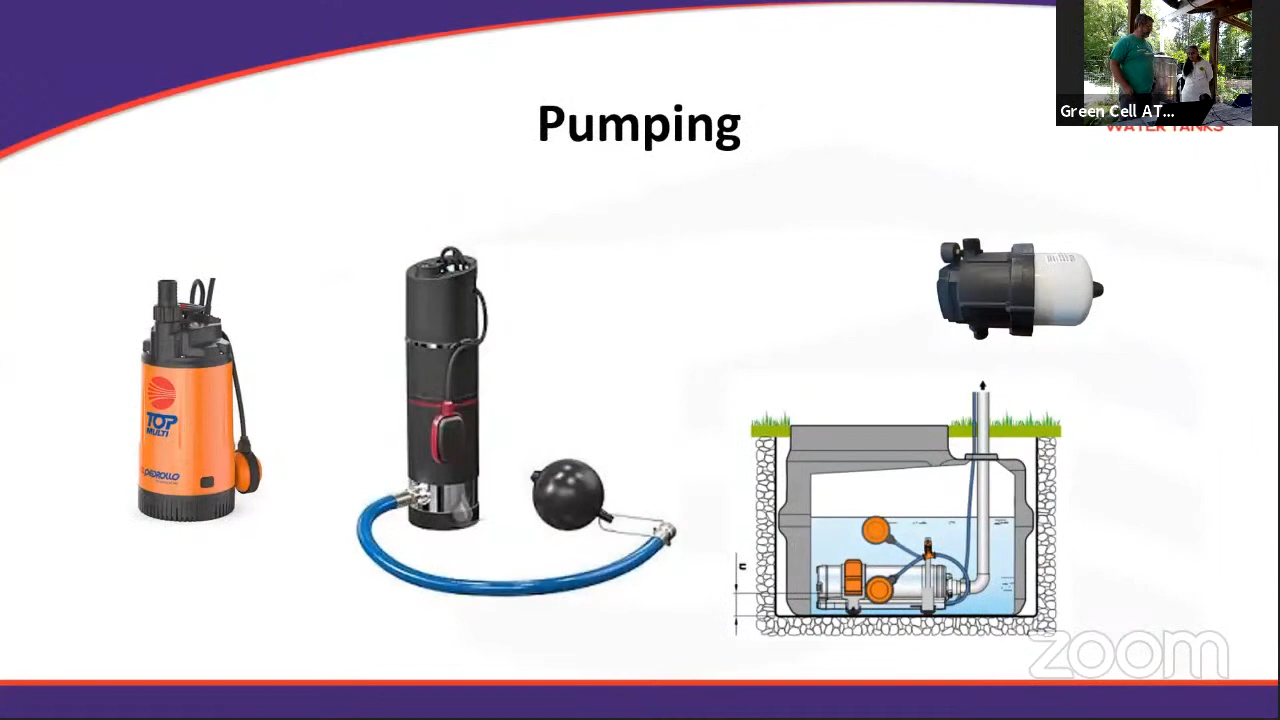 Pumping
Green Cell AT...
WATER TANKS
TOP
MULTI
PEDROLLO
n
zoom